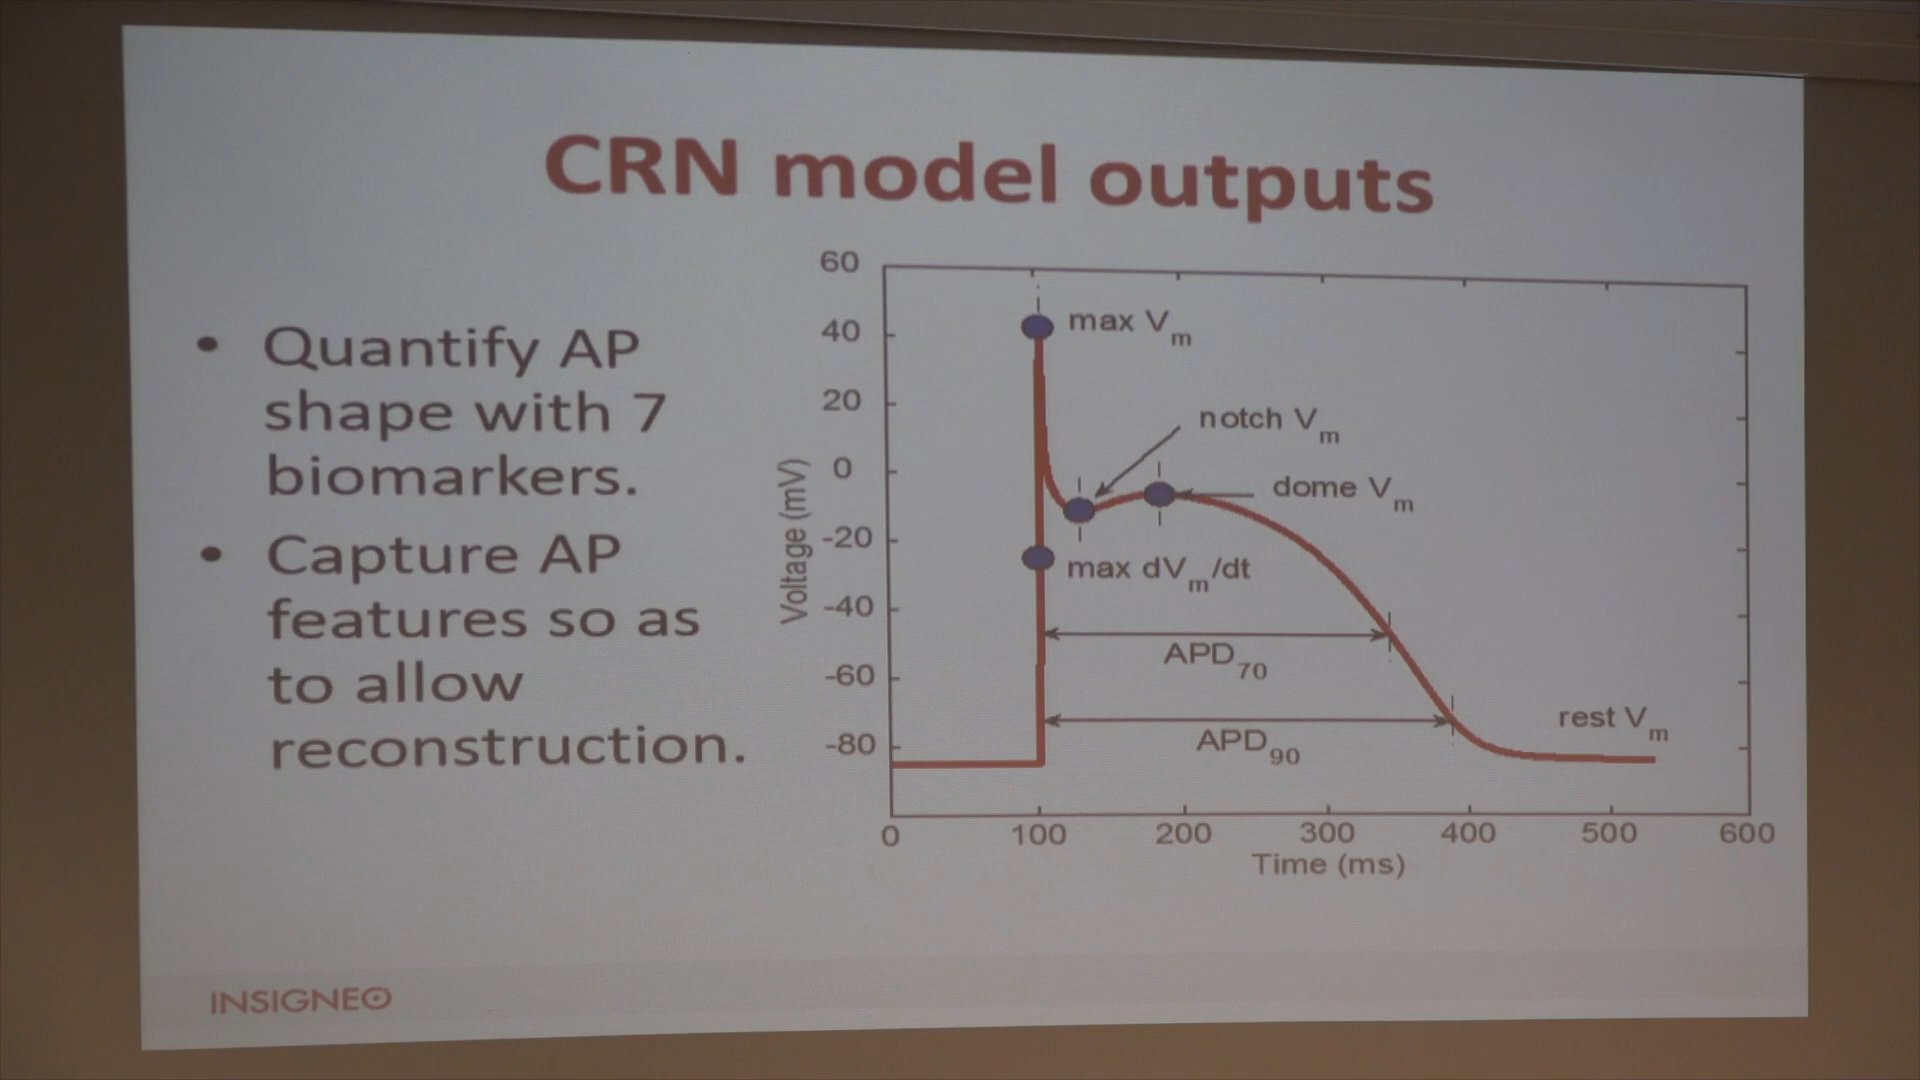 CRN model outputs
• Quantify AP
shape with 7
biomarkers.
• Capture AP
features so as
to allow
reconstruction.
60
40
20
0
-20
-40
-60
-80
Voltage (mV)
max Vm
notch Vm
dome Vm
max dVm/dt
APD70
APD90
rest Vm
0 100 200 300 400 500 600
Time (ms)
INSIGNEO